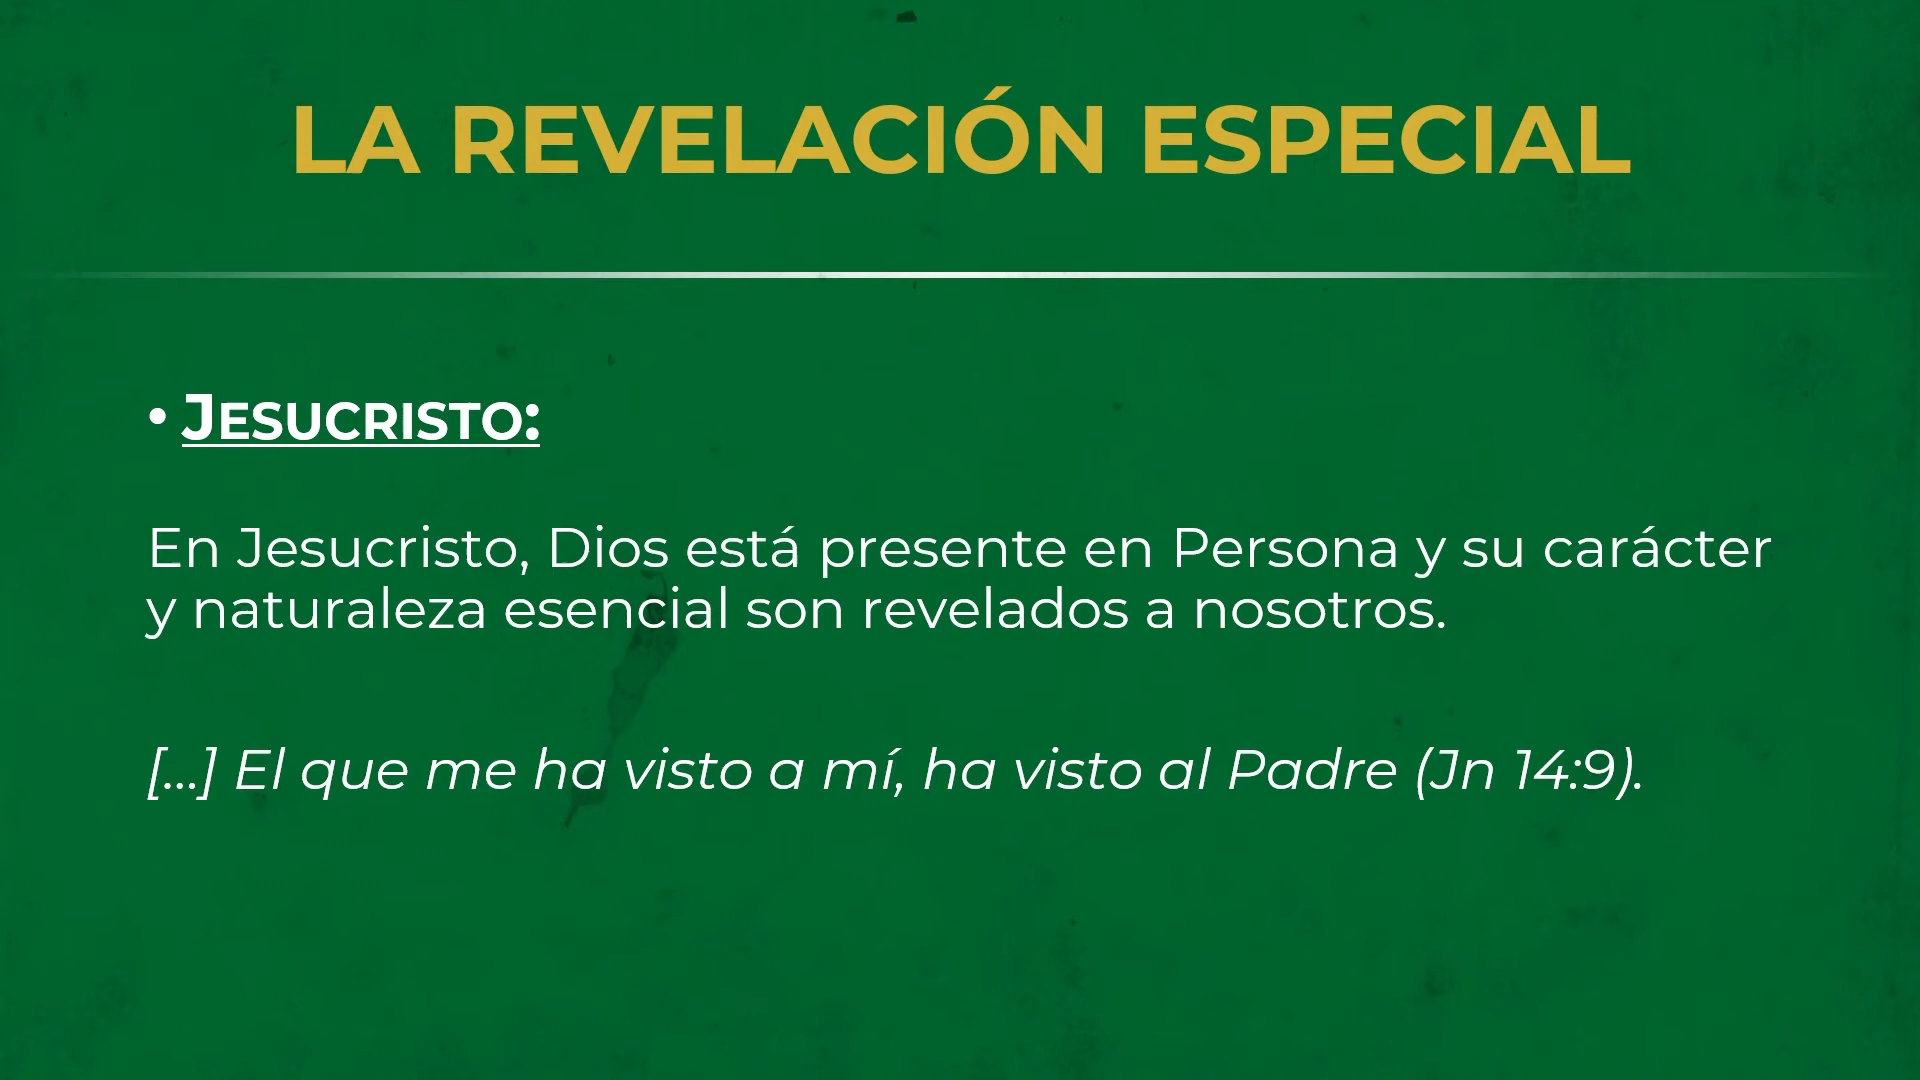 LA REVELACIÓN ESPECIAL
• JESUCRISTO:
En Jesucristo, Dios está presente en Persona y su carácter
y naturaleza esencial son revelados a nosotros.
[...] El que me ha visto a mí, ha visto al Padre (Jn 14:9).